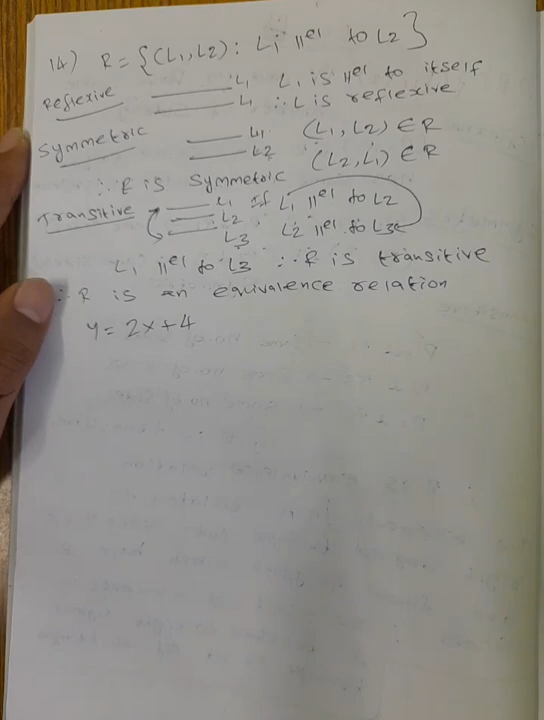 14) R = {(L1, L2) : L1 ||el to L2}
Reflexive L1 L1 is ||el to itself
L1 ∴ L is reflexive
Symmetric L1 (L1, L2) ∈ R
L2 (L2, L1) ∈ R
∴ R is Symmetric
Transitive L1 if L1 ||el to L2
L2
L3 L2 ||el to L3
L1 ||el to L3 ∴ R is transitive
∴ R is an equivalence relation
y = 2x + 4